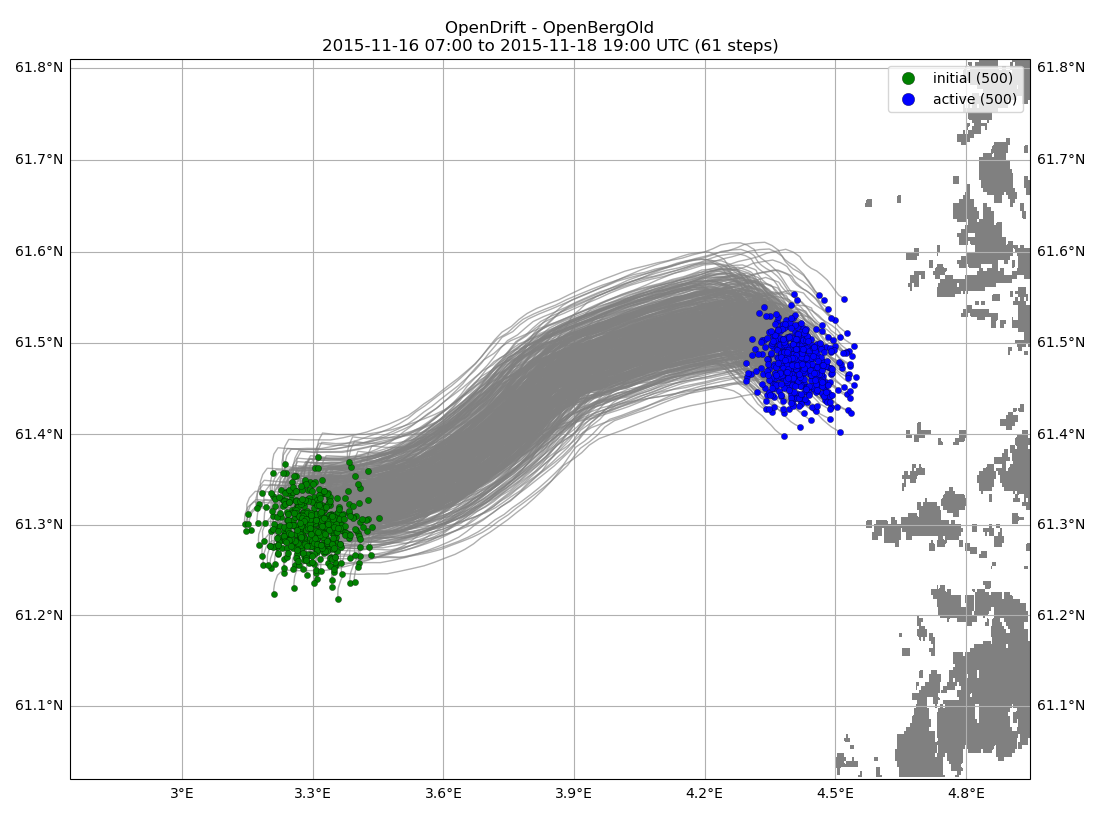 OpenDrift - OpenBergOld
2015-11-16 07:00 to 2015-11-18 19:00 UTC (61 steps)
initial (500)
active (500)
61.8°N
61.8°N
61.7°N
61.7°N
61.6°N
61.6°N
61.5°N
61.5°N
61.4°N
61.4°N
61.3°N
61.3°N
61.2°N
61.2°N
61.1°N
61.1°N
3°E
3.3°E
3.6°E
3.9°E
4.2°E
4.5°E
4.8°E